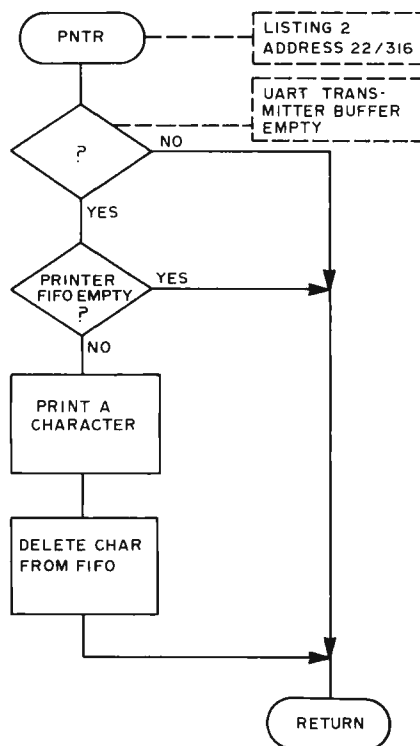 PNTR
LISTING 2
ADDRESS 22/316
UART TRANS-
MITTER BUFFER
EMPTY
?
NO
YES
PRINTER
FIFO EMPTY
?
YES
NO
PRINT A
CHARACTER
DELETE CHAR
FROM FIFO
RETURN